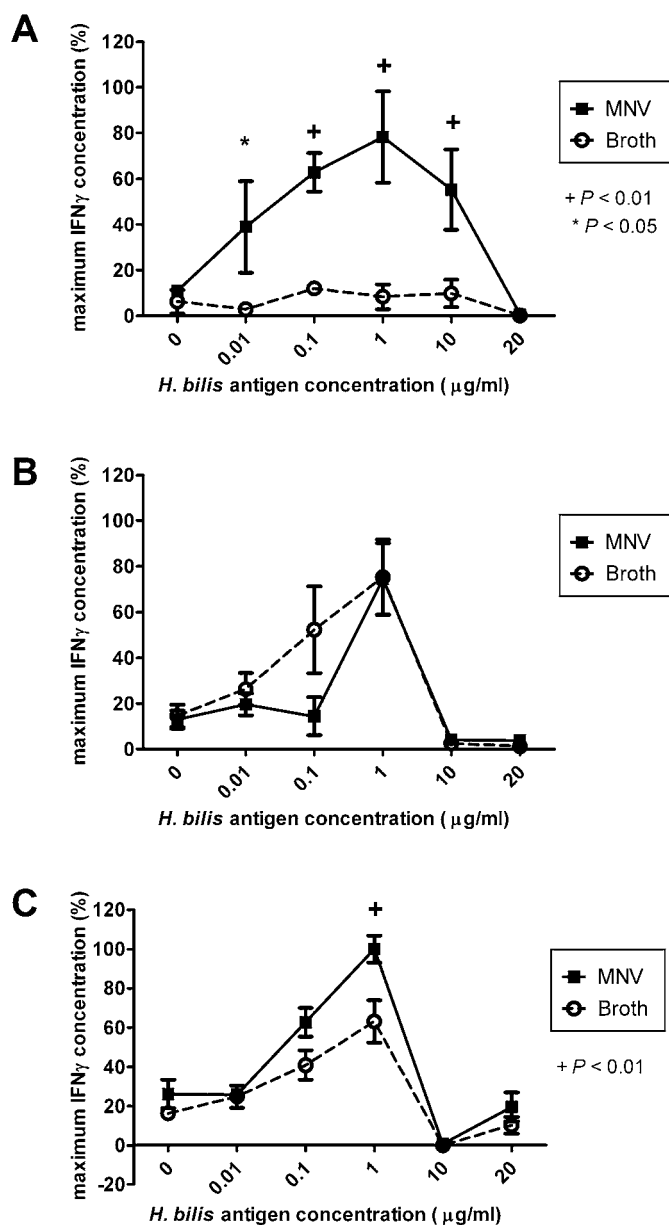 A
maximum IFNγ concentration (%)
120
100
80
60
40
20
0
*
+
+
+
0
0.01
0.1
1
10
20
H. bilis antigen concentration ( μg/ml)
MNV
Broth
+ P < 0.01
* P < 0.05
B
maximum IFNγ concentration (%)
120
100
80
60
40
20
0
0
0.01
0.1
1
10
20
H. bilis antigen concentration ( μg/ml)
MNV
Broth
C
maximum IFNγ concentration (%)
120
100
80
60
40
20
0
-20
+
0
0.01
0.1
1
10
20
H. bilis antigen concentration ( μg/ml)
MNV
Broth
+ P < 0.01